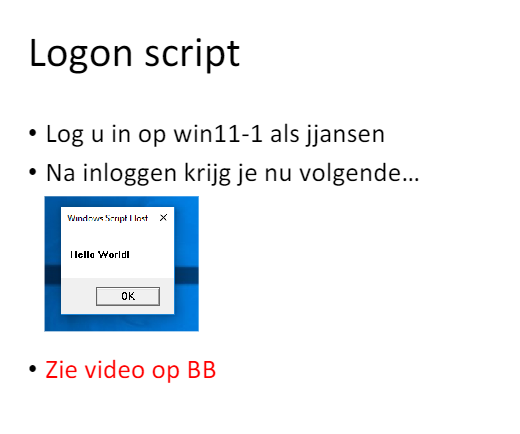 Logon script
• Log u in op win11-1 als jjansen
• Na inloggen krijg je nu volgende...
Windows Script Host
Hello World!
OK
• Zie video op BB